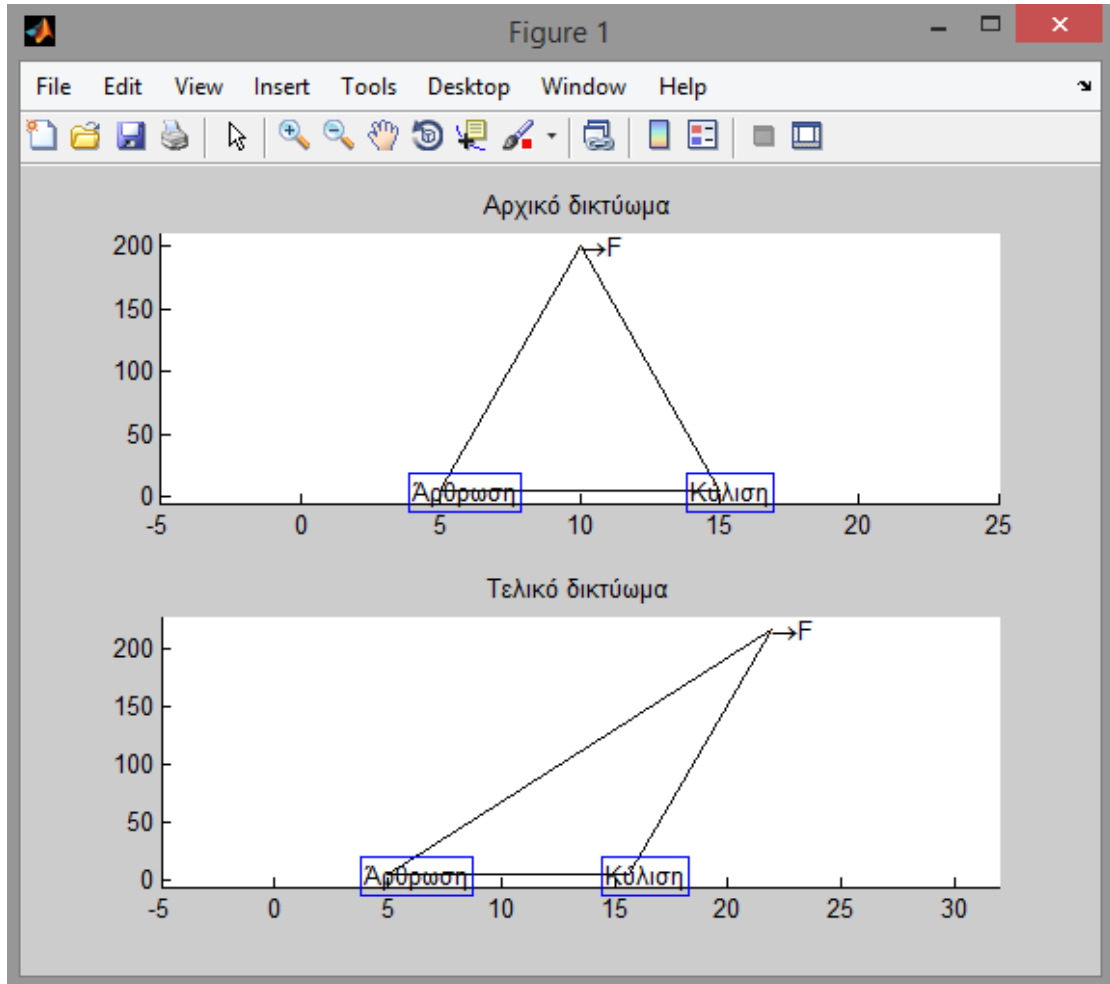 Figure 1
File Edit View Insert Tools Desktop Window Help
Αρχικό δικτύωμα
200
150
100
50
0
→F
Άρθρωση Κύλιση
-5 0 5 10 15 20 25
Τελικό δικτύωμα
200
150
100
50
0
→F
Άρθρωση Κύλιση
-5 0 5 10 15 20 25 30